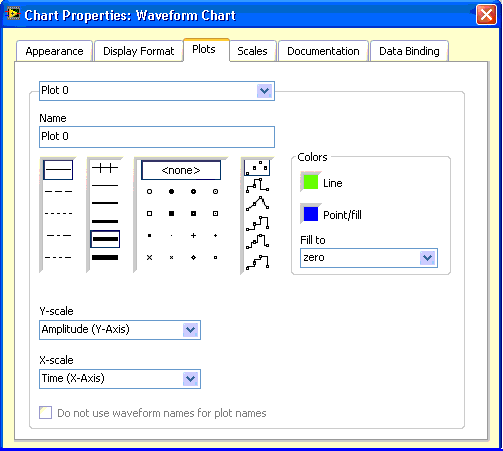 Chart Properties: Waveform Chart
Appearance Display Format Plots Scales Documentation Data Binding
Plot 0
Name
Plot 0
<none>
Colors
Line
Point/fill
Fill to
zero
Y-scale
Amplitude (Y-Axis)
X-scale
Time (X-Axis)
Do not use waveform names for plot names